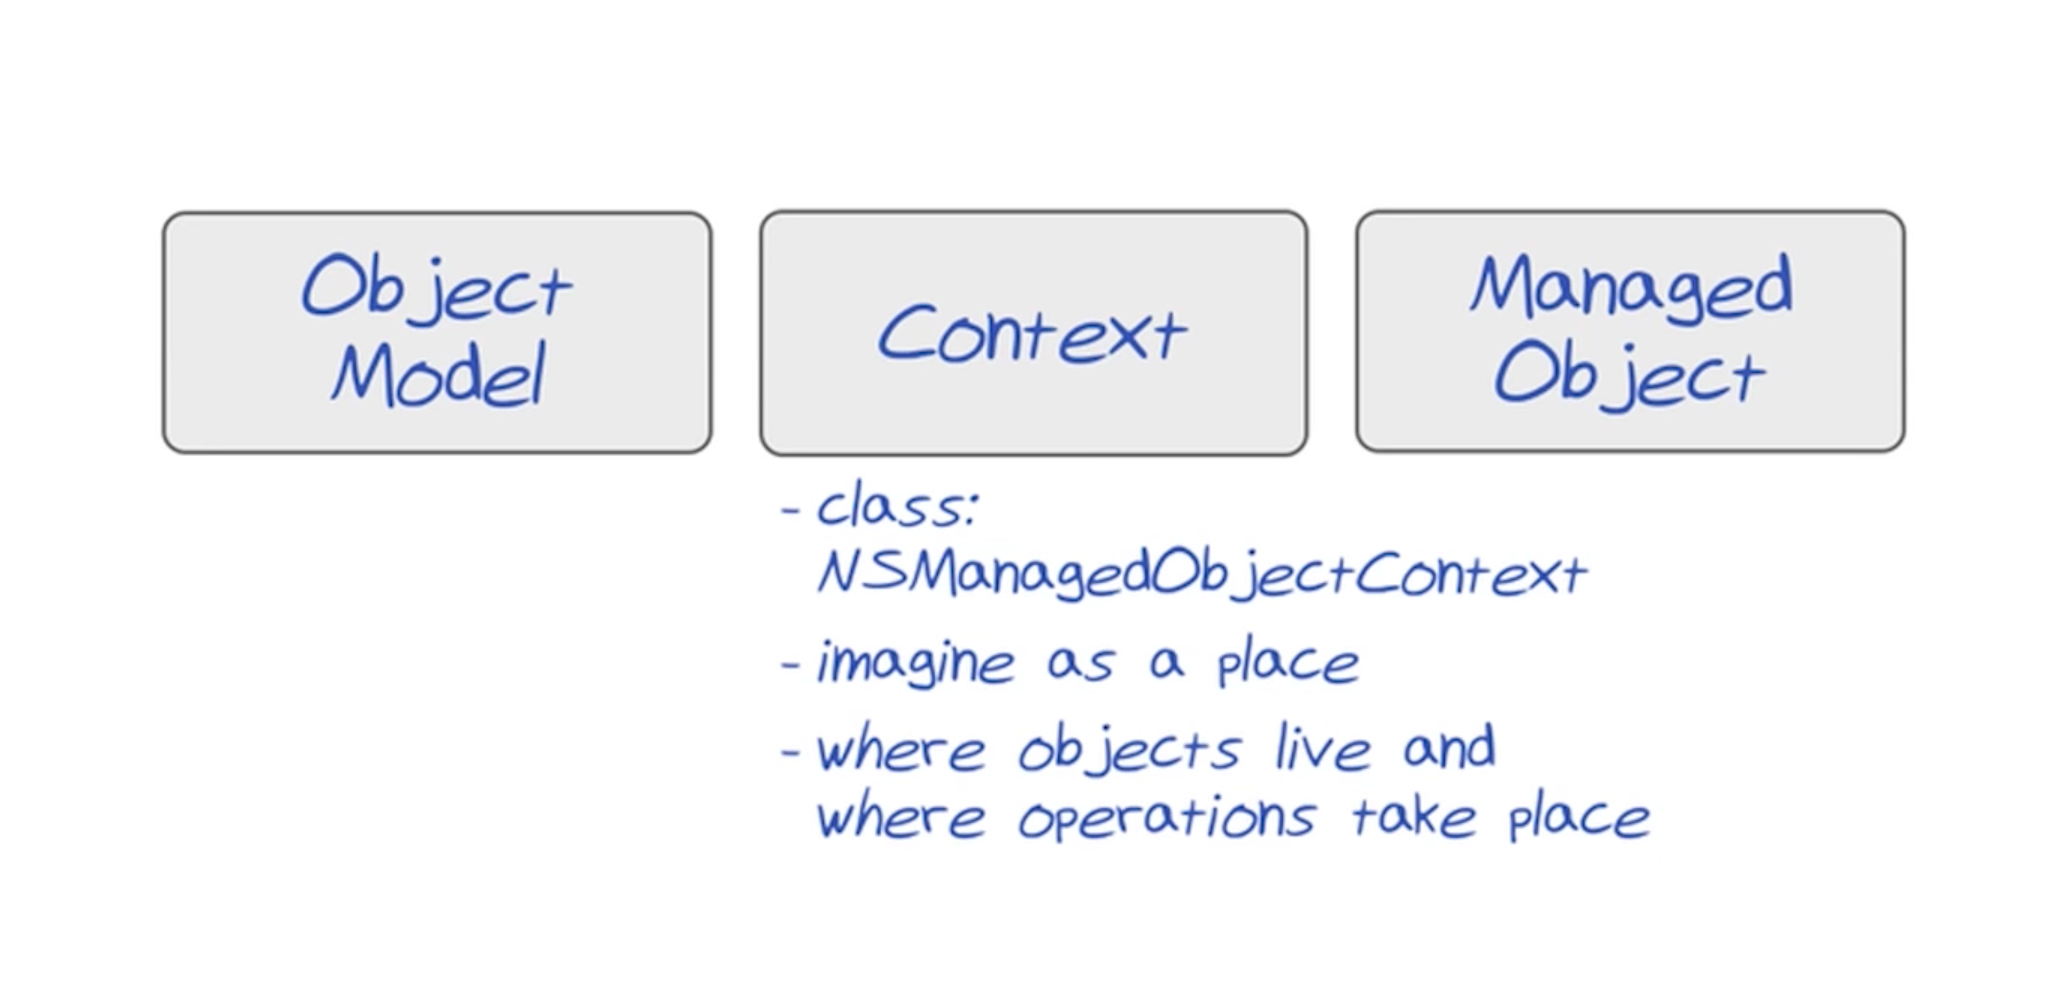 Object
Model
Context
Managed
Object
- class:
NSManagedObjectContext
- imagine as a place
- where objects live and
where operations take place